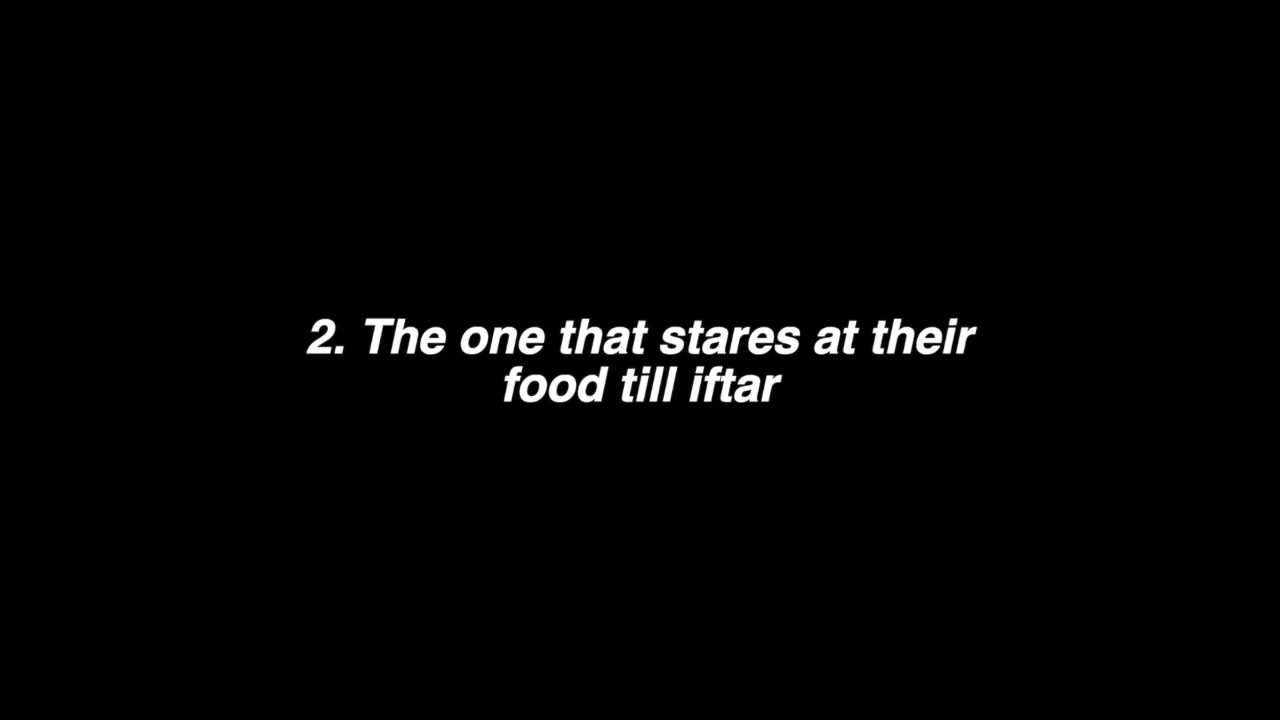 2. The one that stares at their
food till iftar